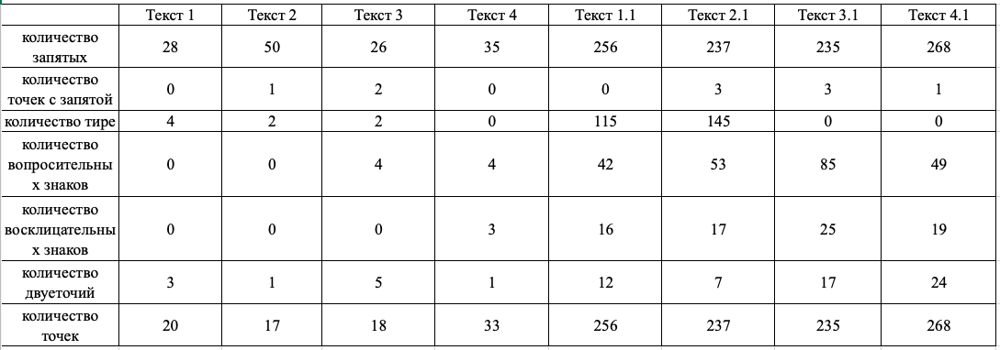 Текст 1 Текст 2 Текст 3 Текст 4 Текст 1.1 Текст 2.1 Текст 3.1 Текст 4.1
количество
запятых 28 50 26 35 256 237 235 268
количество
точек с запятой 0 1 2 0 0 3 3 1
количество тире 4 2 2 0 115 145 0 0
количество
вопросительны 0 0 4 4 42 53 85 49
х знаков
количество
восклицательны 0 0 0 3 16 17 25 19
х знаков
количество
двуеточий 3 1 5 1 12 7 17 24
количество
точек 20 17 18 33 256 237 235 268